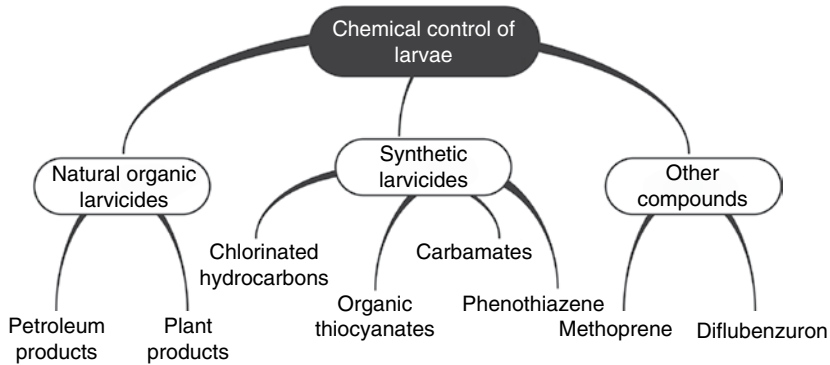 Chemical control of
larvae
Natural organic
larvicides
Synthetic
larvicides
Other
compounds
Chlorinated
hydrocarbons
Carbamates
Petroleum
products
Plant
products
Organic
thiocyanates
Phenothiazene
Methoprene
Diflubenzuron